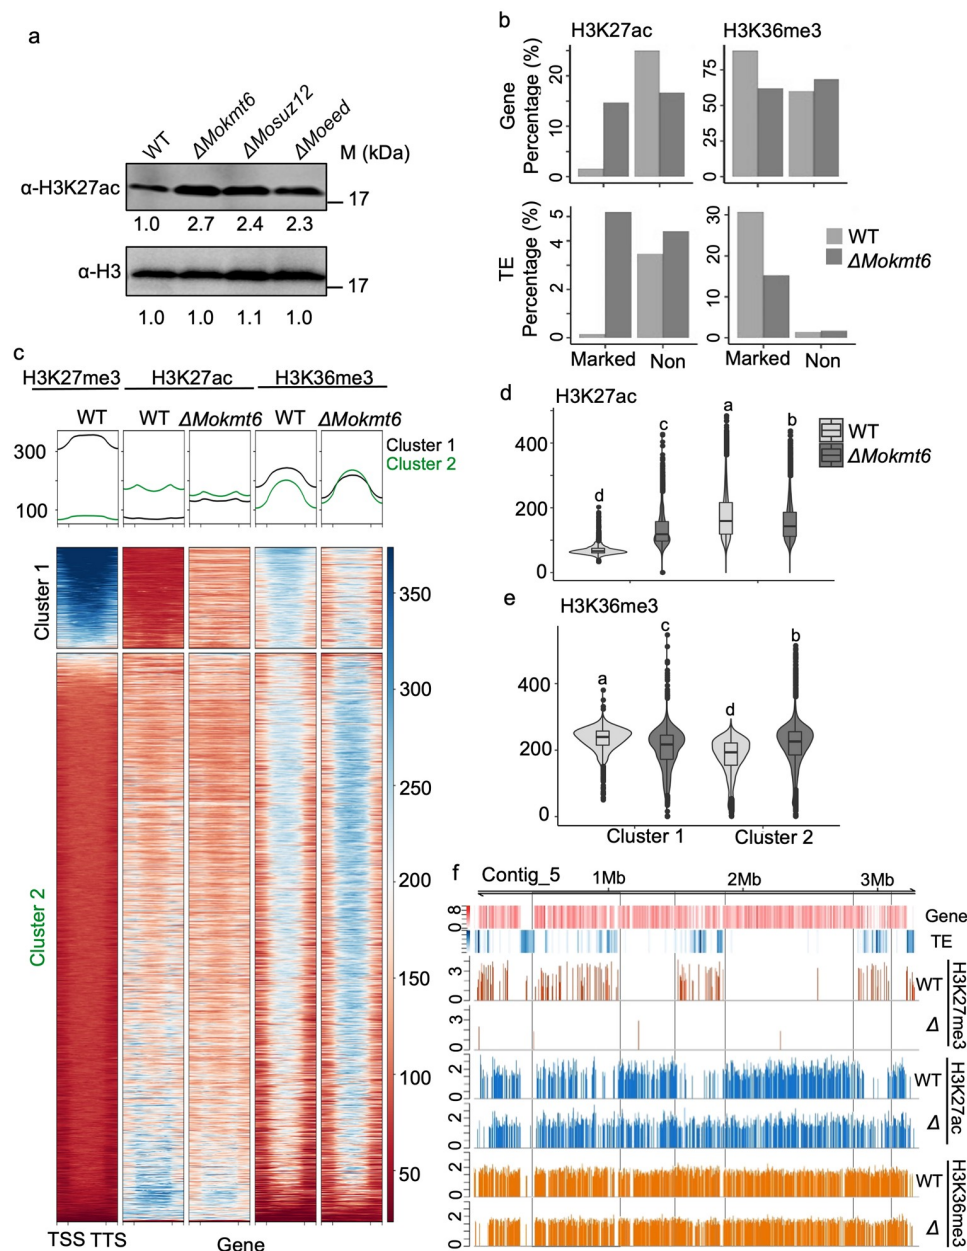 a
WT
ΔMokmt6
ΔMosuz12
ΔMoeed
M (kDa)
α-H3K27ac
17
1.0 2.7 2.4 2.3
α-H3
17
1.0 1.0 1.1 1.0
b
H3K27ac H3K36me3
Gene
Percentage (%)
0 10 20
0 25 50 75
TE
Percentage (%)
0 2 4 5
0 10 20 30
WT
ΔMokmt6
Marked Non Marked Non
c
H3K27me3 H3K27ac H3K36me3
WT WT ΔMokmt6 WT ΔMokmt6
300
100
Cluster 1
Cluster 2
Cluster 1
Cluster 2
350
300
250
200
150
100
50
TSS TTS
Gene
d
H3K27ac
400
200
0
d c a b
WT
ΔMokmt6
e
H3K36me3
400
200
0
a c d b
Cluster 1 Cluster 2
f
Contig_5 1Mb 2Mb 3Mb
0 0.8
Gene
TE
0 3
WT
0 3
Δ
H3K27me3
0 2
WT
0 2
Δ
H3K27ac
0 2
WT
0 2
Δ
H3K36me3